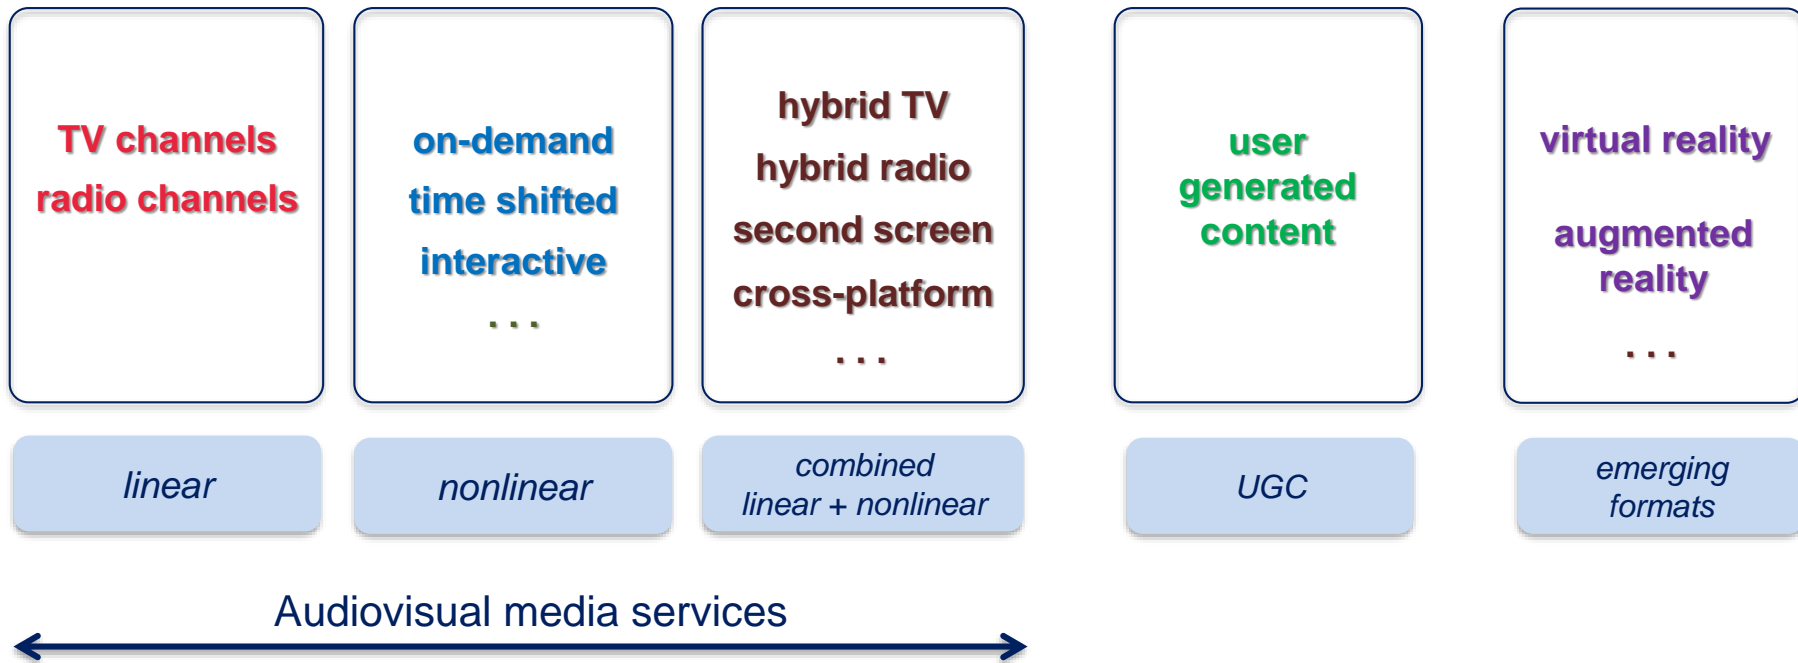 TV channels
radio channels
on-demand
time shifted
interactive
. . .
hybrid TV
hybrid radio
second screen
cross-platform
. . .
user
generated
content
virtual reality
augmented
reality
. . .
linear
nonlinear
combined
linear + nonlinear
UGC
emerging
formats
Audiovisual media services